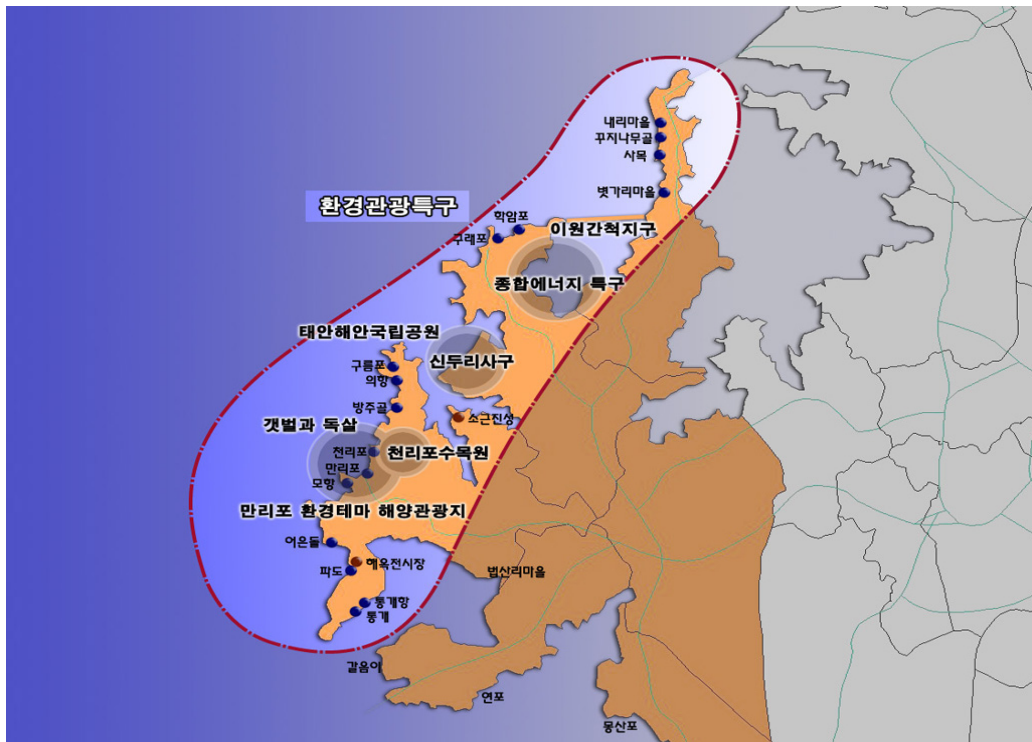 내리마을
꾸지나무골
사목
볏가리마을
환경관광특구
학암포
구래포
이원간척지구
종합에너지 특구
태안해안국립공원
신두리사구
구름포
의항
방주골
소근진성
갯벌과 독살
천리포
천리포수목원
만리포
모항
만리포 환경테마 해양관광지
어은돌
해옥전시장
파도
법산리마을
통개항
통개
갈음이
연포
몽산포